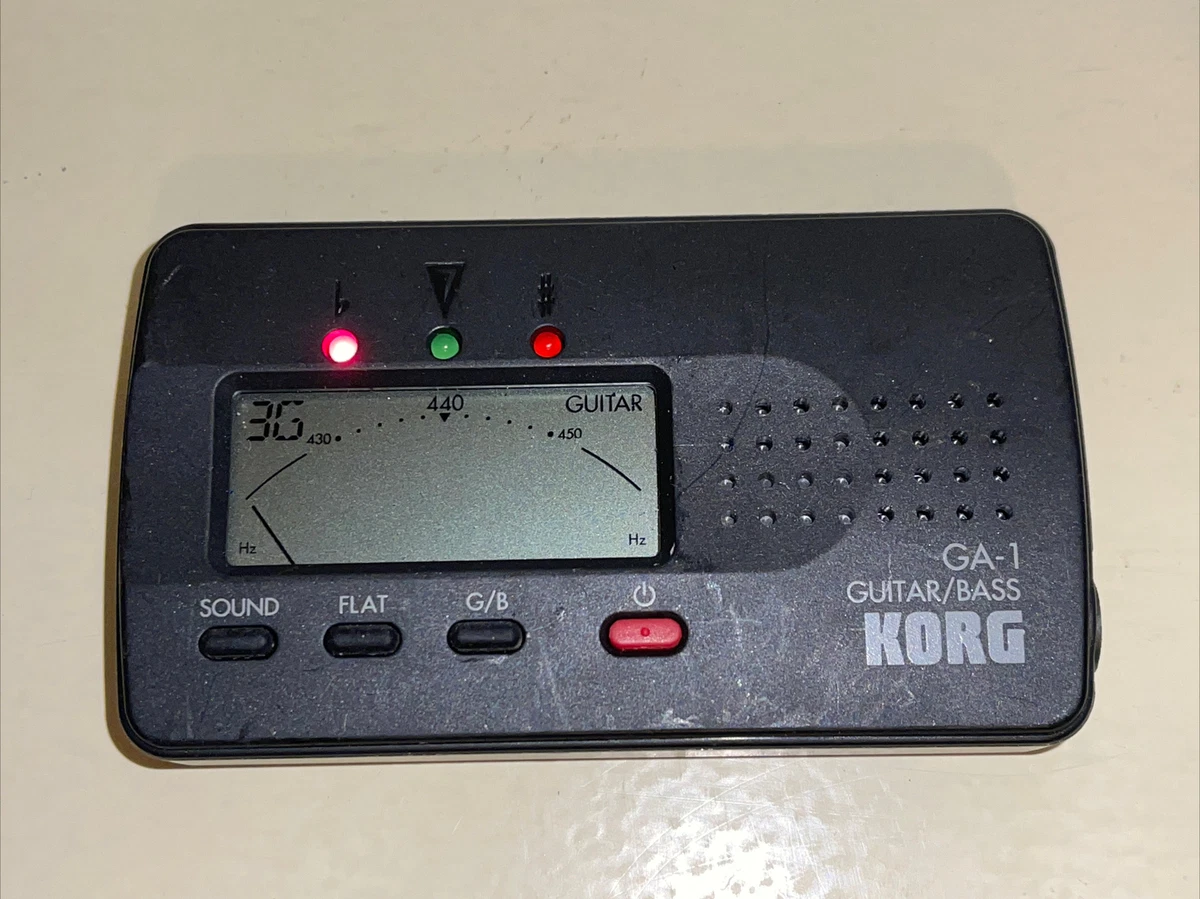 ♭ ♯
3G 430 440 450 GUITAR
Hz Hz
SOUND FLAT G/B
GA-1
GUITAR/BASS
KORG